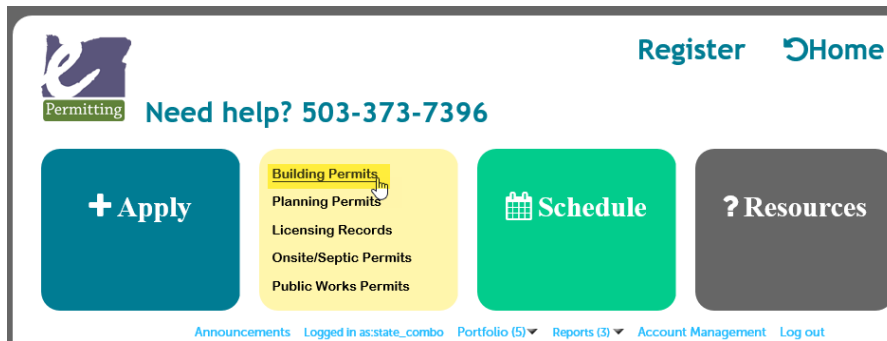 Register Home
e
Permitting
Need help? 503-373-7396
Apply
Building Permits
Planning Permits
Licensing Records
Onsite/Septic Permits
Public Works Permits
Schedule
? Resources
Announcements Logged in as:state_combo Portfolio (5) Reports (3) Account Management Log out